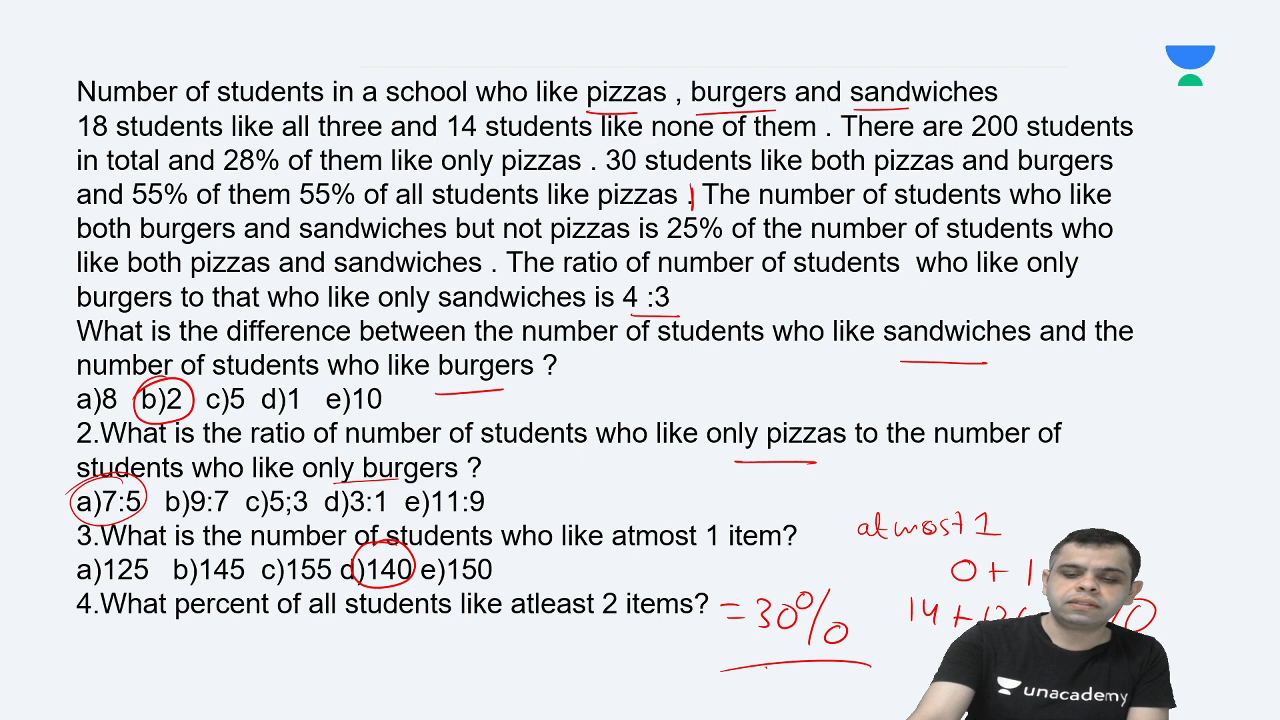 Number of students in a school who like pizzas , burgers and sandwiches
18 students like all three and 14 students like none of them . There are 200 students
in total and 28% of them like only pizzas . 30 students like both pizzas and burgers
and 55% of them 55% of all students like pizzas . The number of students who like
both burgers and sandwiches but not pizzas is 25% of the number of students who
like both pizzas and sandwiches . The ratio of number of students who like only
burgers to that who like only sandwiches is 4 :3
What is the difference between the number of students who like sandwiches and the
number of students who like burgers ?
a)8 b)2 c)5 d)1 e)10
2.What is the ratio of number of students who like only pizzas to the number of
students who like only burgers ?
a)7:5 b)9:7 c)5;3 d)3:1 e)11:9
3.What is the number of students who like atmost 1 item?
atmost 1
a)125 b)145 c)155 d)140 e)150
0 + 1
4.What percent of all students like atleast 2 items?
= 30%
14 +
unacademy